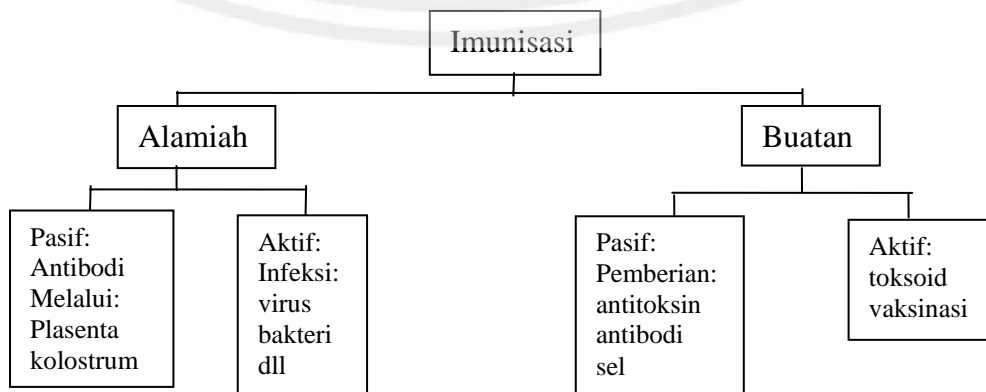 Imunisasi
Alamiah
Buatan
Pasif:
Antibodi
Melalui:
Plasenta
kolostrum
Aktif:
Infeksi:
virus
bakteri
dll
Pasif:
Pemberian:
antitoksin
antibodi
sel
Aktif:
toksoid
vaksinasi